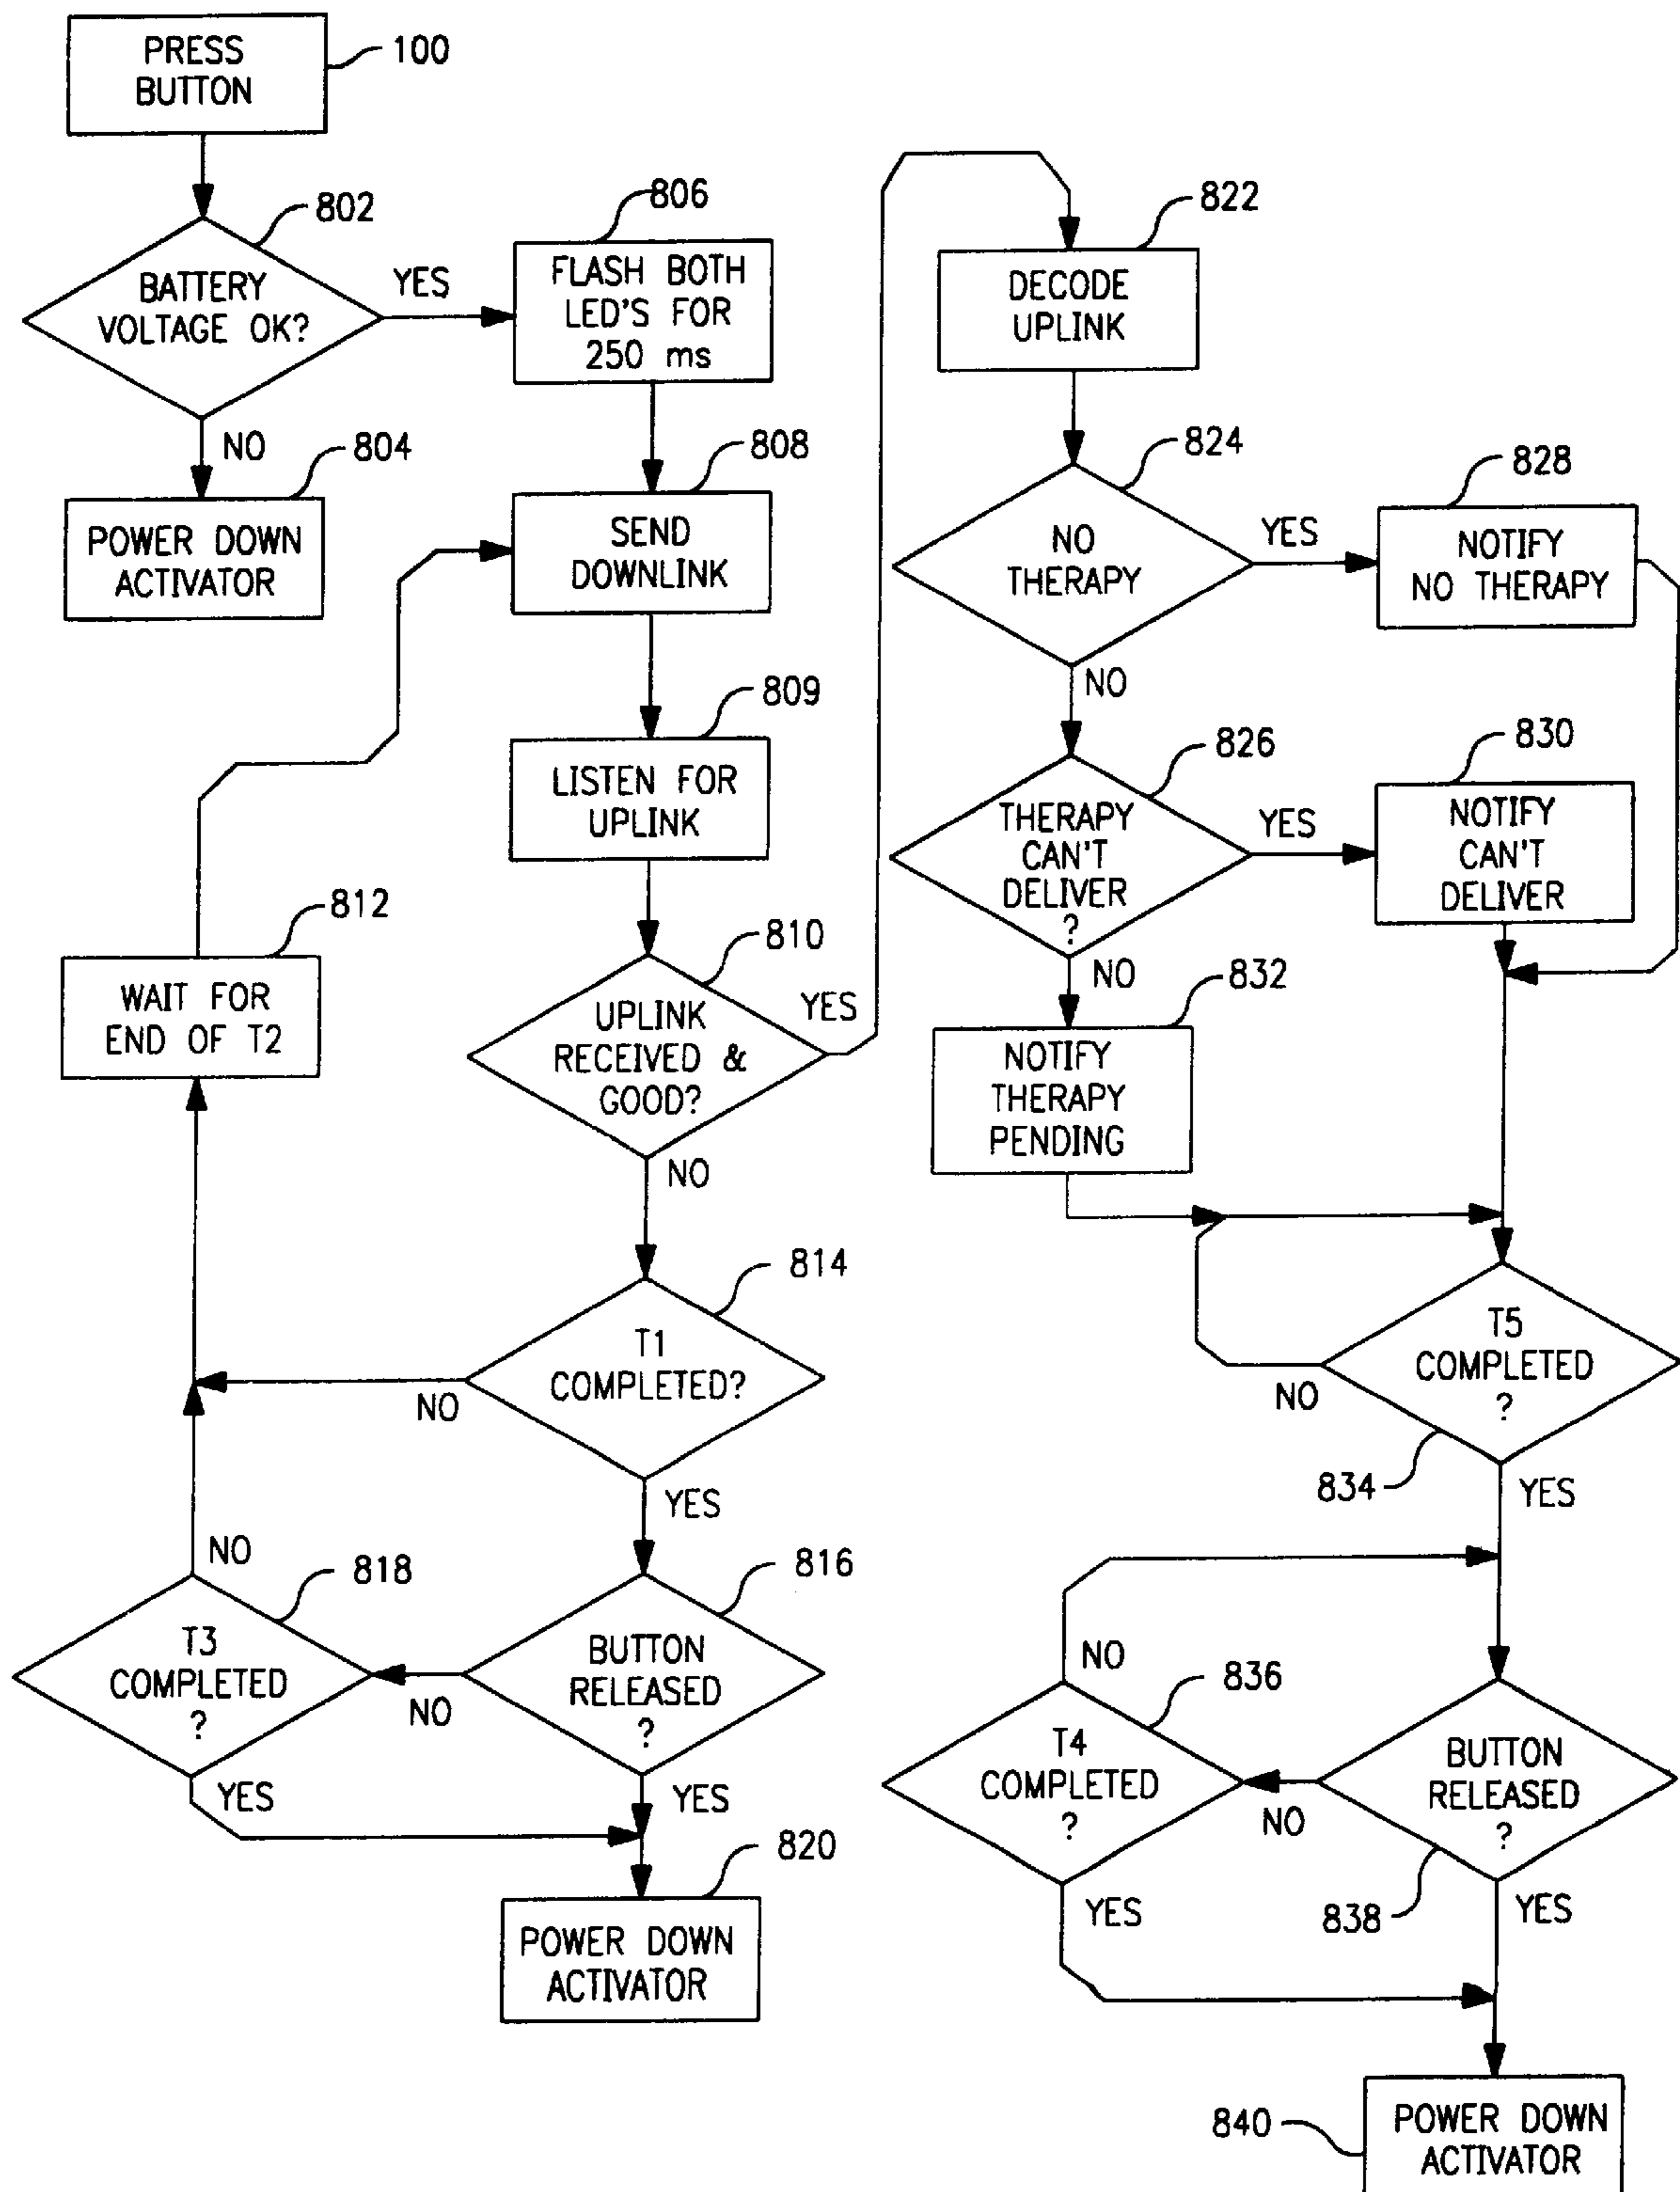 PRESS
BUTTON
100
802
BATTERY
VOLTAGE OK?
YES
NO
804
POWER DOWN
ACTIVATOR
806
FLASH BOTH
LED'S FOR
250 ms
808
SEND
DOWNLINK
809
LISTEN FOR
UPLINK
810
UPLINK
RECEIVED &
GOOD?
YES
NO
812
WAIT FOR
END OF T2
814
T1
COMPLETED?
NO
YES
816
BUTTON
RELEASED
?
NO
YES
818
T3
COMPLETED
?
NO
YES
820
POWER DOWN
ACTIVATOR
822
DECODE
UPLINK
824
NO
THERAPY
YES
NO
828
NOTIFY
NO THERAPY
826
THERAPY
CAN'T
DELIVER
?
YES
NO
830
NOTIFY
CAN'T
DELIVER
832
NOTIFY
THERAPY
PENDING
T5
COMPLETED
?
NO
834
YES
NO
836
T4
COMPLETED
?
YES
BUTTON
RELEASED
?
NO
838
YES
840
POWER DOWN
ACTIVATOR